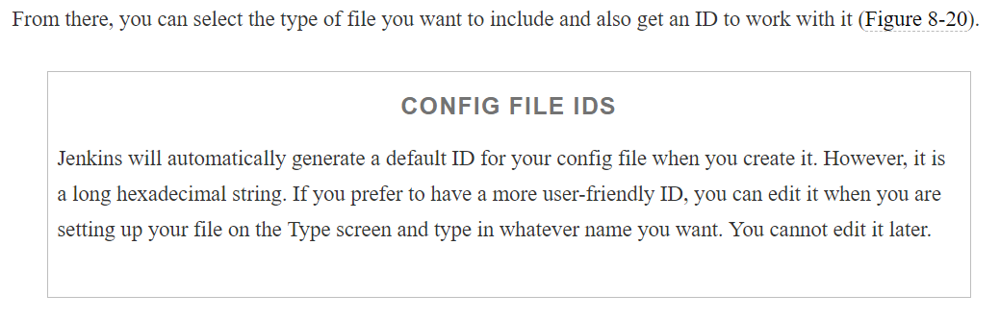 From there, you can select the type of file you want to include and also get an ID to work with it (Figure 8-20).
CONFIG FILE IDS
Jenkins will automatically generate a default ID for your config file when you create it. However, it is
a long hexadecimal string. If you prefer to have a more user-friendly ID, you can edit it when you are
setting up your file on the Type screen and type in whatever name you want. You cannot edit it later.